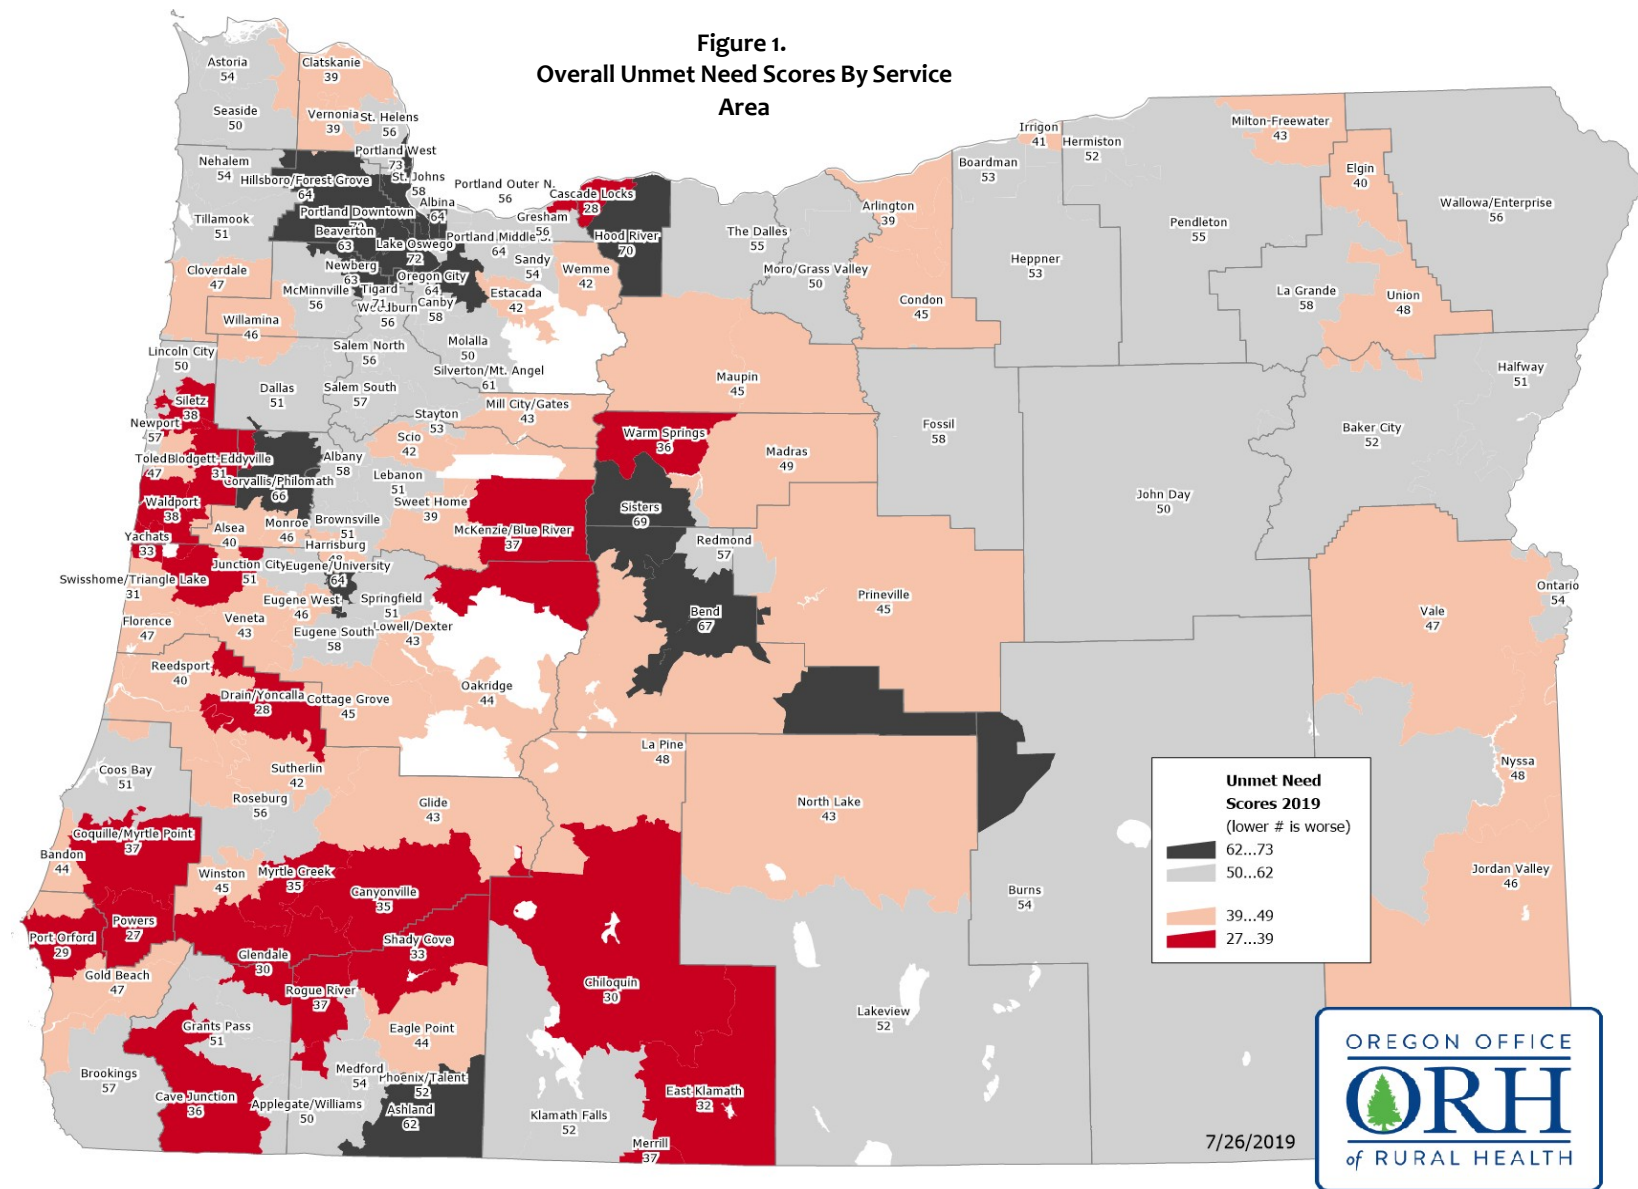 Figure 1.
Overall Unmet Need Scores By Service
Area
Astoria
54
Clatskanie
39
Seaside
50
Vernonia
39
St. Helens
56
Portland West
73
Nehalem
54
Hillsboro/Forest Grove
64
St. Johns
58
Portland Outer N.
56
Albina
64
Cascade Locks
28
Tillamook
51
Portland Downtown
Beaverton
63
Lake Oswego
72
Portland Middle S.
64
Gresham
56
Hood River
70
The Dalles
55
Moro/Grass Valley
50
Arlington
39
Boardman
53
Irrigon
41
Hermiston
52
Milton-Freewater
43
Elgin
40
Wallowa/Enterprise
56
Pendleton
55
Heppner
53
Condon
45
La Grande
58
Union
48
Cloverdale
47
Newberg
63
Oregon City
64
Sandy
54
Wemme
42
McMinnville
56
Tigard
71
Woodburn
56
Canby
58
Estacada
42
Willamina
46
Lincoln City
50
Salem North
56
Molalla
50
Silverton/Mt. Angel
61
Maupin
45
Halfway
51
Dallas
51
Salem South
57
Siletz
38
Newport
57
Stayton
53
Mill City/Gates
43
Scio
42
Warm Springs
36
Madras
49
Fossil
58
Baker City
52
Toled
47
Blodgett-Eddyville
31
Corvallis/Philomath
66
Albany
58
Lebanon
51
Sweet Home
39
Waldport
38
Alsea
40
Monroe
46
Brownsville
51
McKenzie/Blue River
37
Sisters
69
John Day
50
Yachats
33
Harrisburg
48
Redmond
57
Swisshome/Triangle Lake
31
Junction City
51
Eugene/University
64
Eugene West
46
Springfield
51
Florence
47
Veneta
43
Eugene South
58
Lowell/Dexter
43
Bend
67
Prineville
45
Vale
47
Ontario
54
Reedsport
40
Drain/Yoncalla
28
Cottage Grove
45
Oakridge
44
Coos Bay
51
Sutherlin
42
La Pine
48
Nyssa
48
Roseburg
56
Glide
43
North Lake
43
Coquille/Myrtle Point
37
Bandon
44
Winston
45
Myrtle Creek
35
Canyonville
35
Burns
54
Jordan Valley
46
Port Orford
29
Powers
27
Glendale
30
Shady Cove
33
Gold Beach
47
Rogue River
37
Chiloquin
30
Lakeview
52
Grants Pass
51
Eagle Point
44
Brookings
57
Cave Junction
36
Applegate/Williams
50
Medford
54
Phoenix/Talent
52
Ashland
62
Klamath Falls
52
East Klamath
32
Merrill
37
Unmet Need
Scores 2019
(lower # is worse)
62...73
50...62
39...49
27...39
7/26/2019
OREGON OFFICE
ORH
of RURAL HEALTH